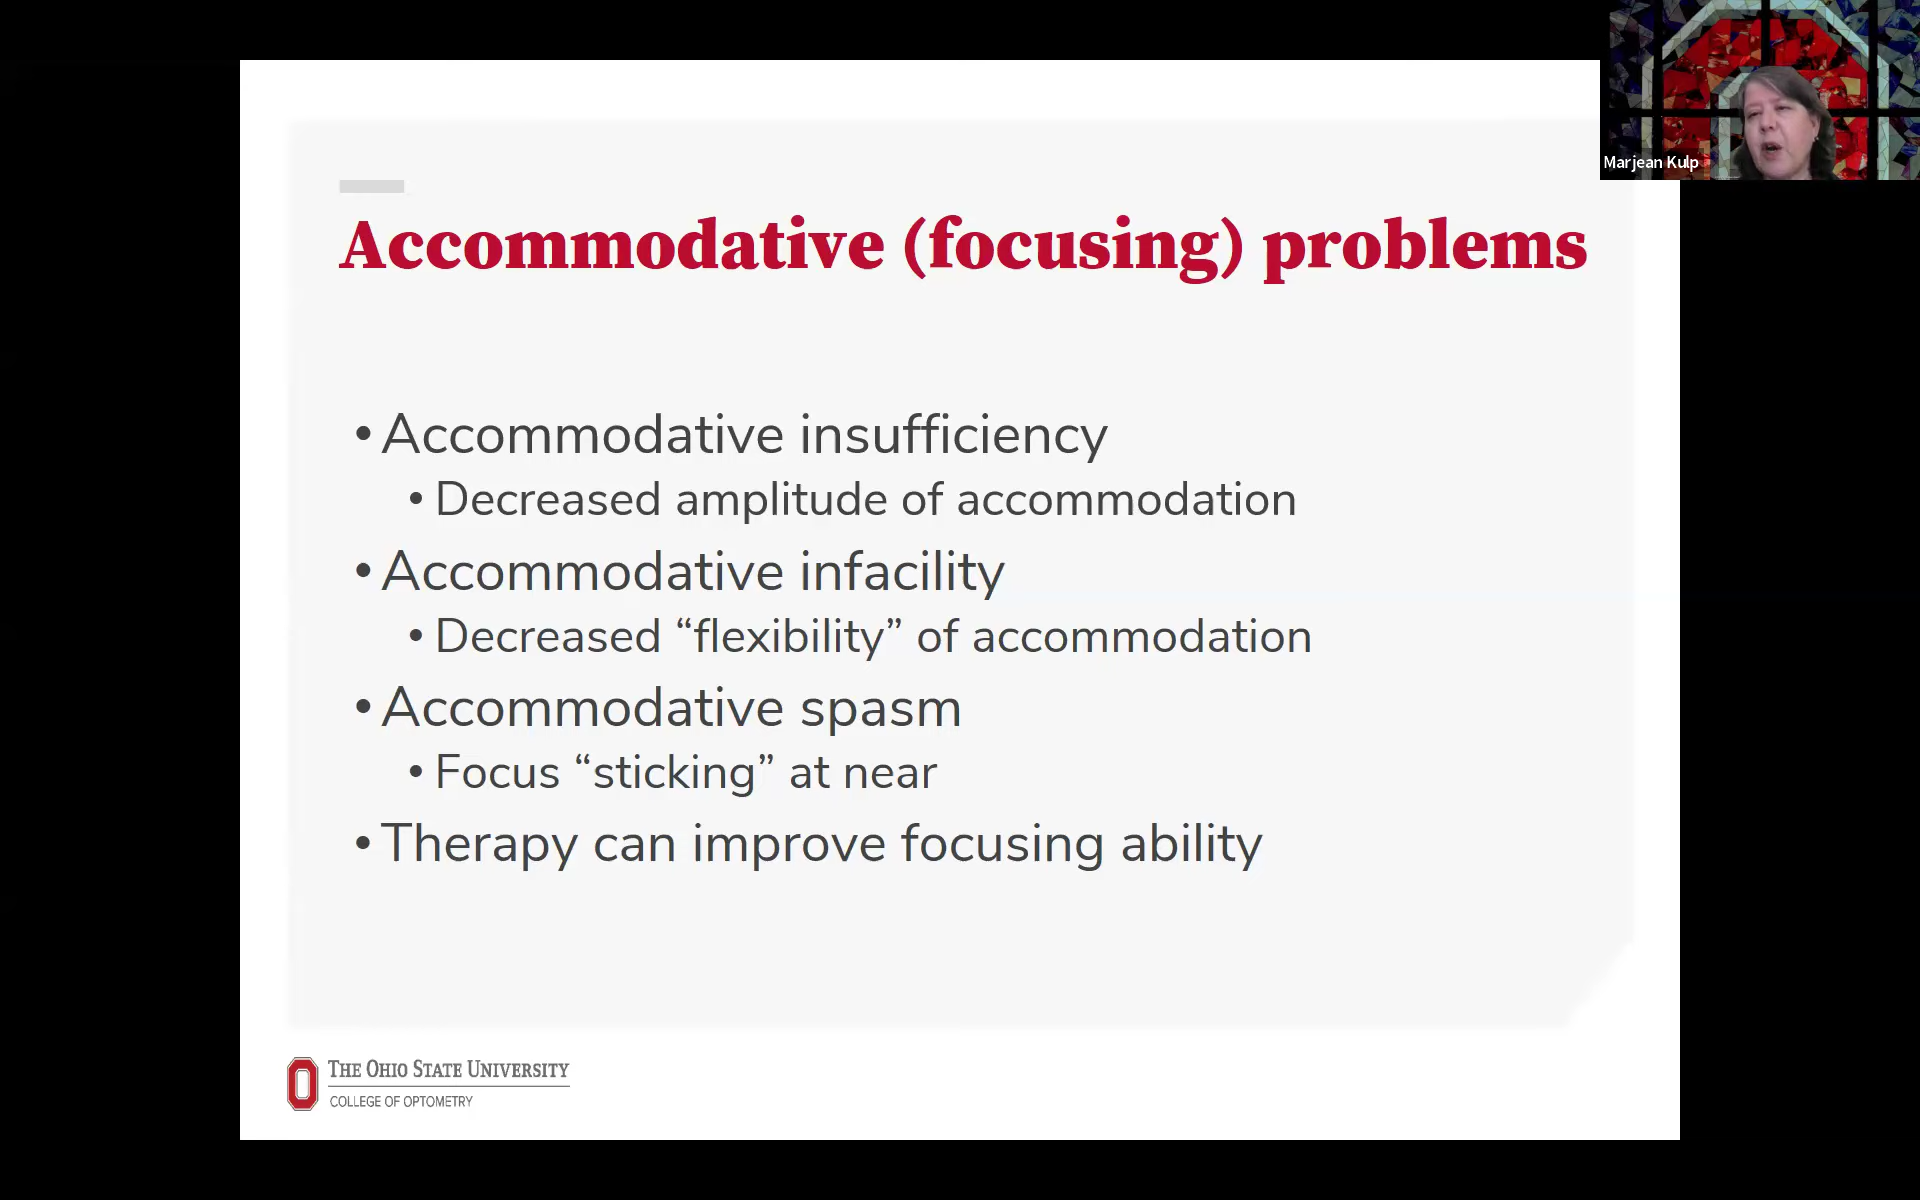 Marjean Kulp
Accommodative (focusing) problems
• Accommodative insufficiency
• Decreased amplitude of accommodation
• Accommodative infacility
• Decreased “flexibility” of accommodation
• Accommodative spasm
• Focus “sticking” at near
• Therapy can improve focusing ability
THE OHIO STATE UNIVERSITY
COLLEGE OF OPTOMETRY